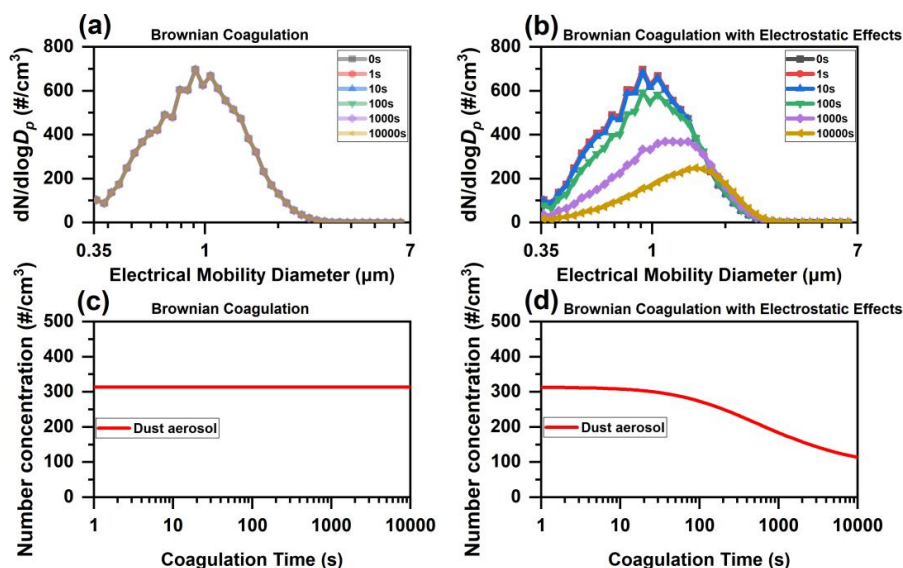 (a)
Brownian Coagulation
dN/dlogDp (#/cm3)
800
600
400
200
0
0s
1s
10s
100s
1000s
10000s
0.35
1
7
Electrical Mobility Diameter (μm)
(b)
Brownian Coagulation with Electrostatic Effects
dN/dlogDp (#/cm3)
800
600
400
200
0
0s
1s
10s
100s
1000s
10000s
0.35
1
7
Electrical Mobility Diameter (μm)
(c)
Brownian Coagulation
Number concentration (#/cm3)
500
400
300
200
100
0
Dust aerosol
1
10
100
1000
10000
Coagulation Time (s)
(d)
Brownian Coagulation with Electrostatic Effects
Number concentration (#/cm3)
500
400
300
200
100
0
Dust aerosol
1
10
100
1000
10000
Coagulation Time (s)